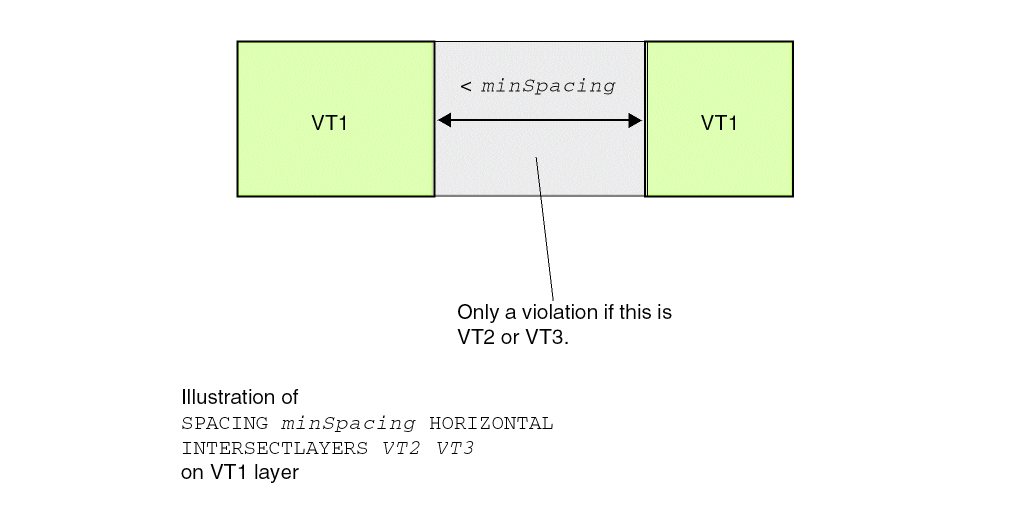 < minSpacing
VT1
VT1
Only a violation if this is
VT2 or VT3.
Illustration of
SPACING minSpacing HORIZONTAL
INTERSECTLAYERS VT2 VT3
on VT1 layer